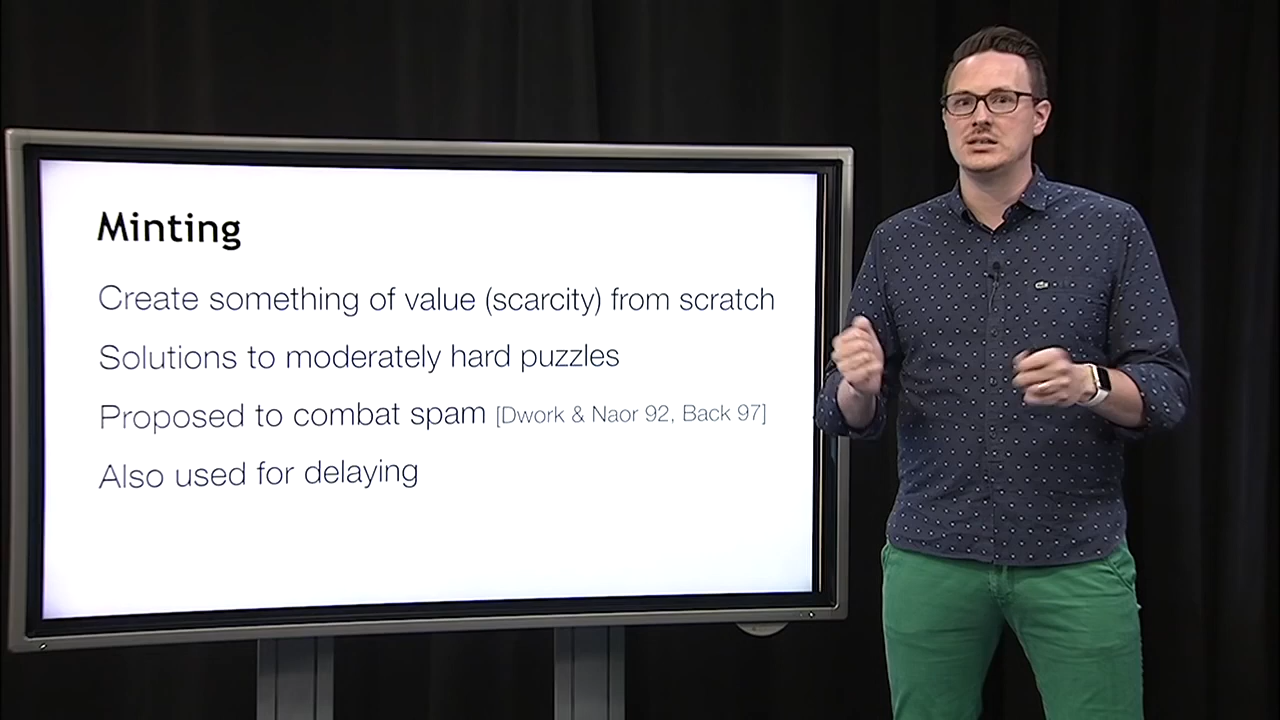 Minting
Create something of value (scarcity) from scratch
Solutions to moderately hard puzzles
Proposed to combat spam [Dwork & Naor 92, Back 97]
Also used for delaying